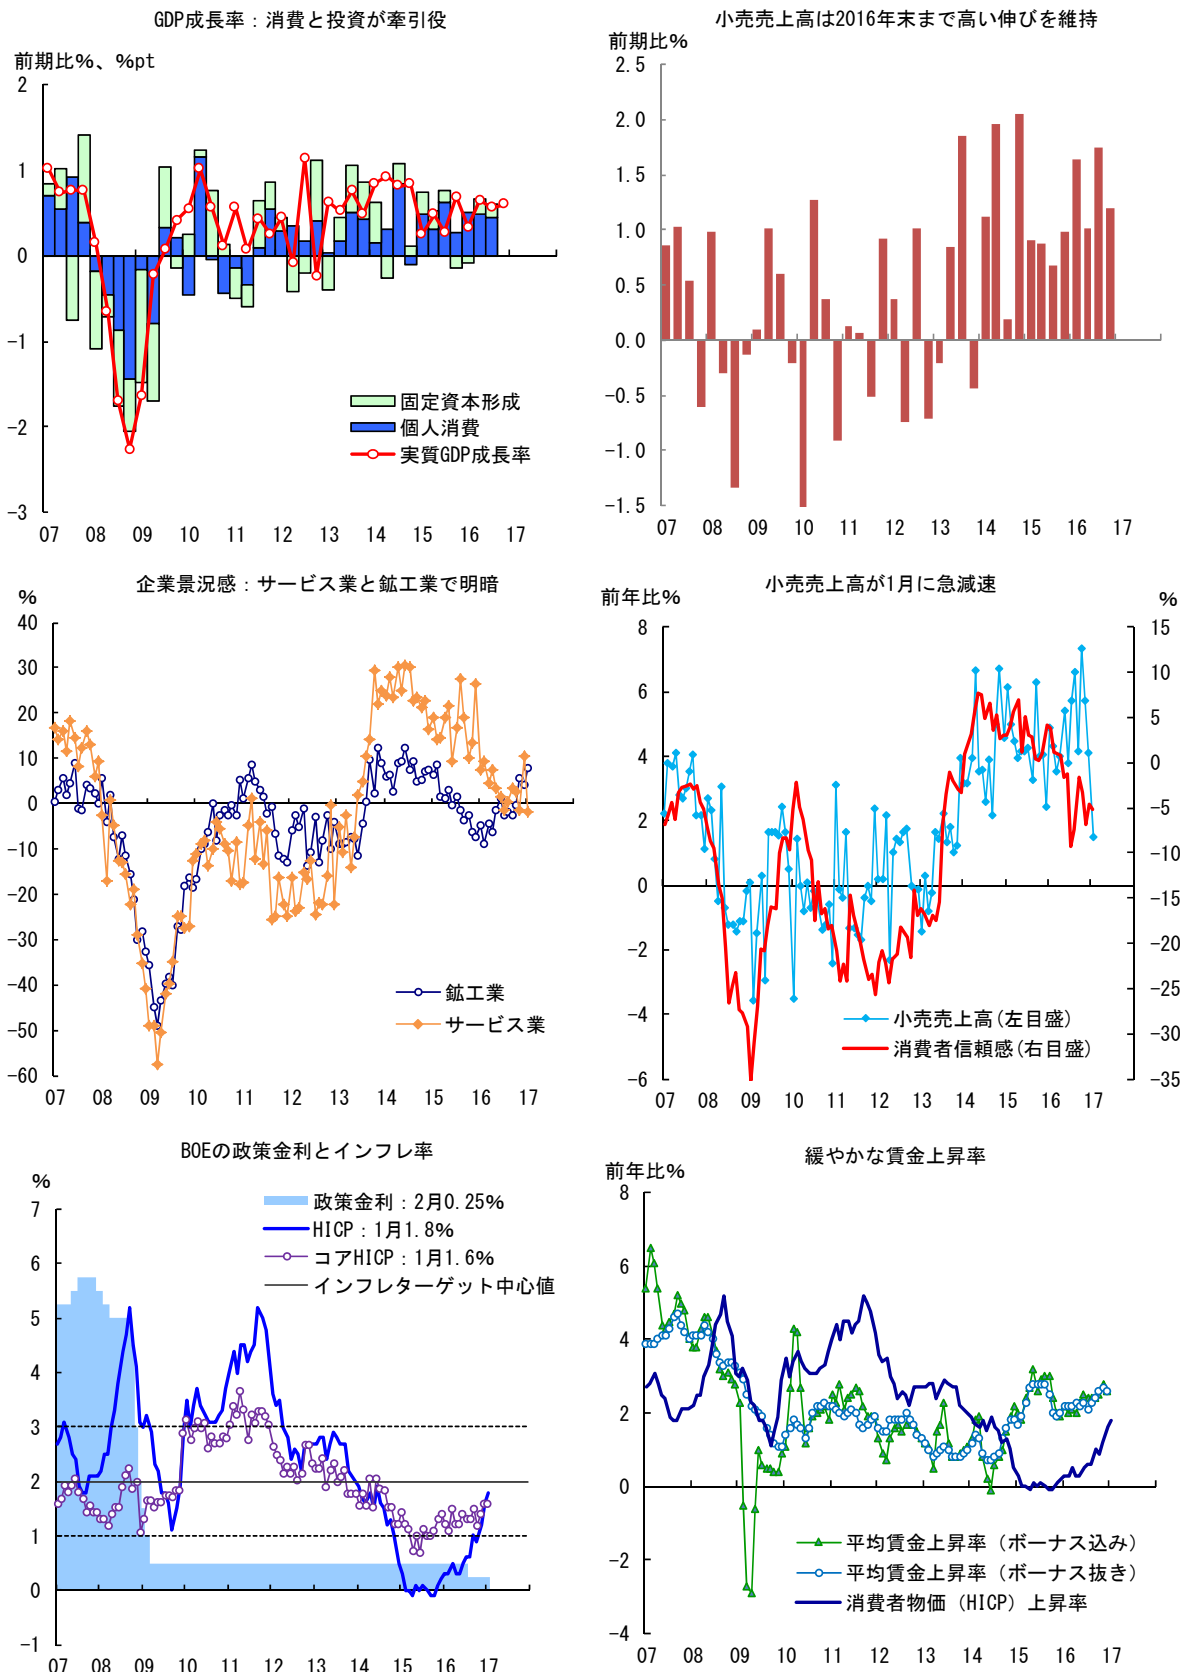 GDP成長率：消費と投資が牽引役
前期比%、%pt
2
1
0
-1
-2
-3
固定資本形成
個人消費
実質GDP成長率
07 08 09 10 11 12 13 14 15 16 17
小売売上高は2016年末まで高い伸びを維持
前期比%
2.5
2.0
1.5
1.0
0.5
0.0
-0.5
-1.0
-1.5
07 08 09 10 11 12 13 14 15 16 17
企業景況感：サービス業と鉱工業で明暗
%
40
30
20
10
0
-10
-20
-30
-40
-50
-60
鉱工業
サービス業
07 08 09 10 11 12 13 14 15 16 17
小売売上高が1月に急減速
前年比%
%
8
6
4
2
0
-2
-4
-6
15
10
5
0
-5
-10
-15
-20
-25
-30
-35
小売売上高(左目盛)
消費者信頼感(右目盛)
07 08 09 10 11 12 13 14 15 16 17
BOEの政策金利とインフレ率
%
7
6
5
4
3
2
1
0
-1
政策金利：2月0.25%
HICP：1月1.8%
コアHICP：1月1.6%
インフレターゲット中心値
07 08 09 10 11 12 13 14 15 16 17
緩やかな賃金上昇率
前年比%
8
6
4
2
0
-2
-4
平均賃金上昇率（ボーナス込み）
平均賃金上昇率（ボーナス抜き）
消費者物価（HICP）上昇率
07 08 09 10 11 12 13 14 15 16 17